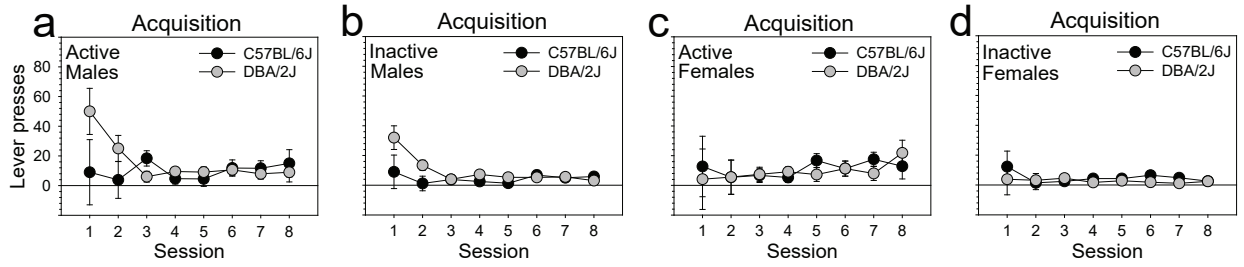 a
Acquisition
Active
Males
C57BL/6J
DBA/2J
80
60
40
20
0
Lever presses
1 2 3 4 5 6 7 8
Session
b
Acquisition
Inactive
Males
C57BL/6J
DBA/2J
1 2 3 4 5 6 7 8
Session
c
Acquisition
Active
Females
C57BL/6J
DBA/2J
1 2 3 4 5 6 7 8
Session
d
Acquisition
Inactive
Females
C57BL/6J
DBA/2J
1 2 3 4 5 6 7 8
Session